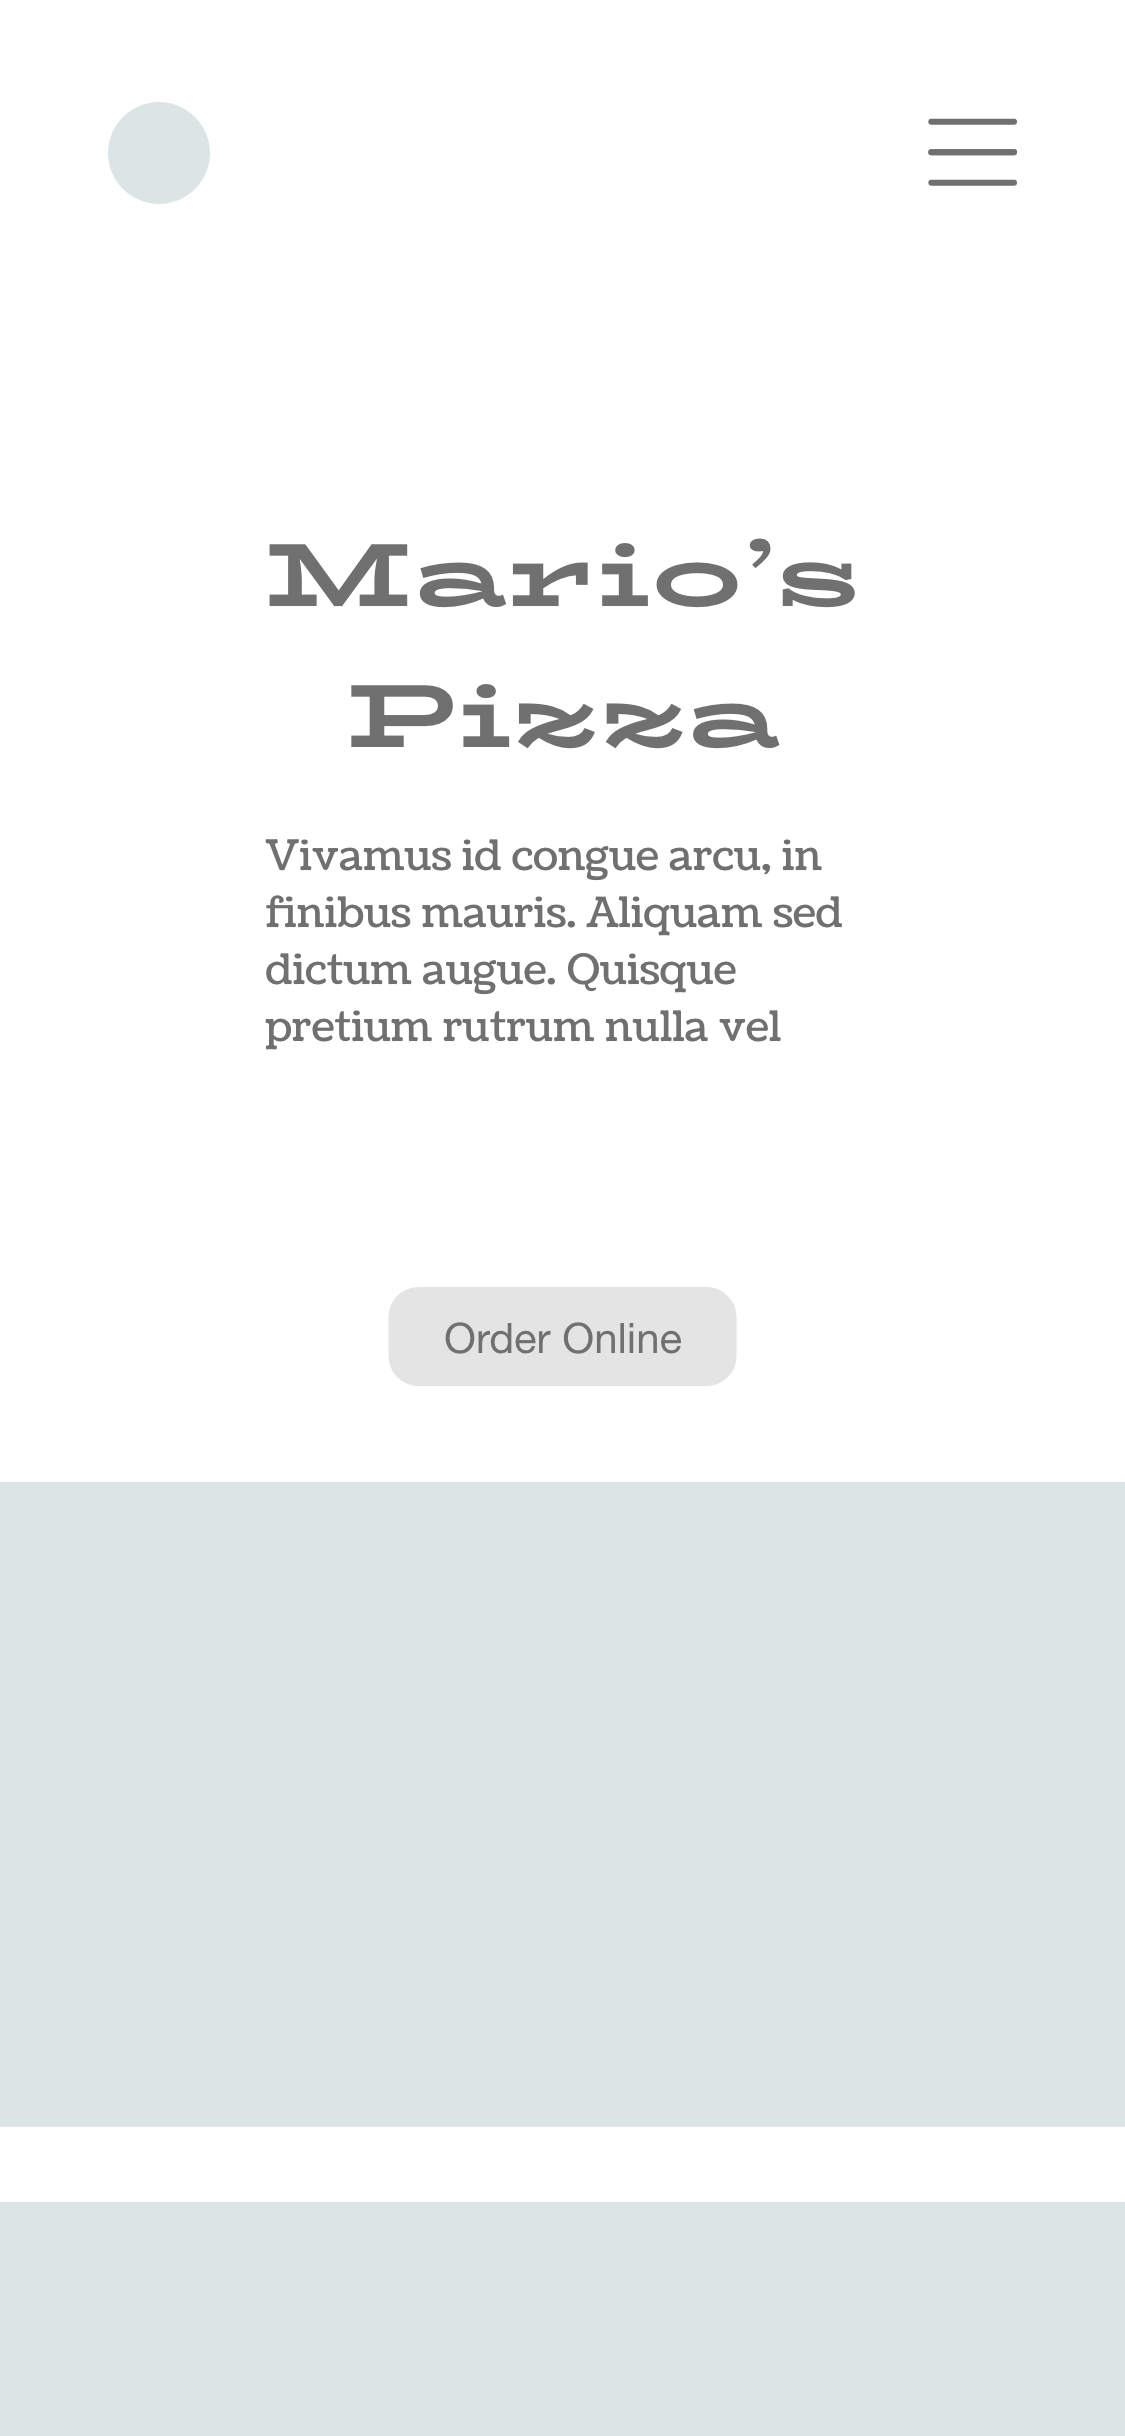 Mario’s
Pizza
Vivamus id congue arcu, in
finibus mauris. Aliquam sed
dictum augue. Quisque
pretium rutrum nulla vel
Order Online